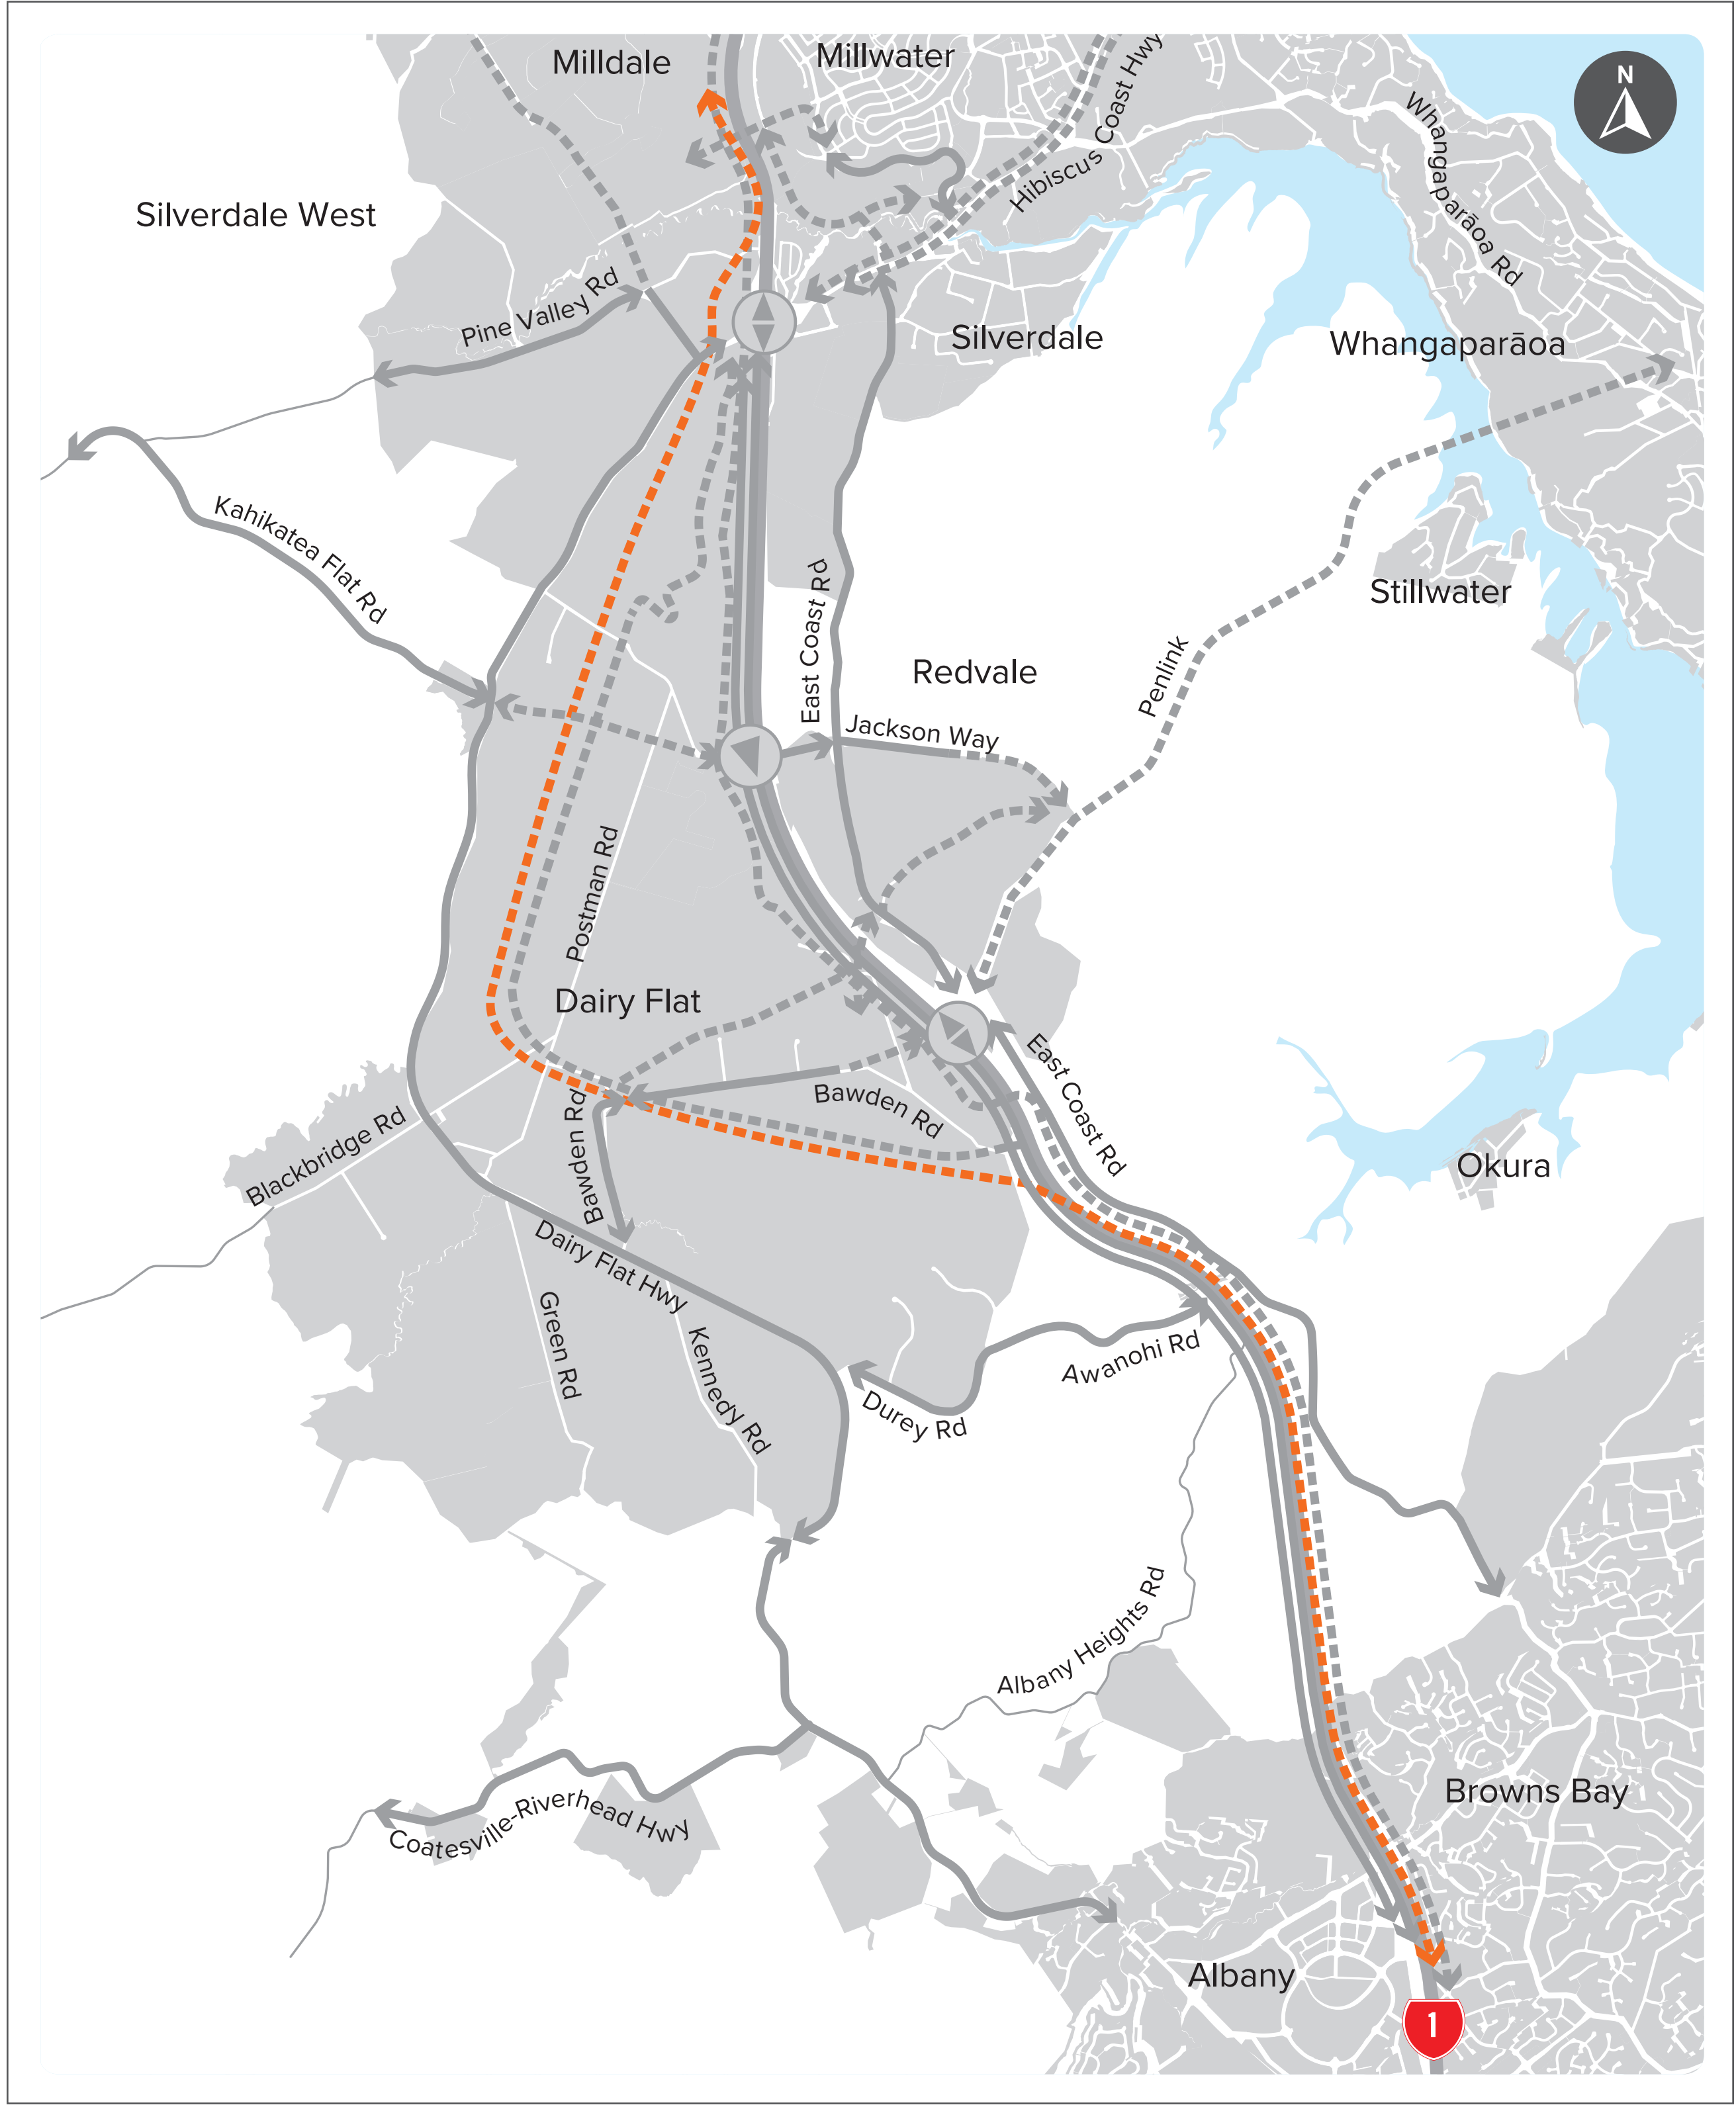 Milldale
Millwater
N
Hibiscus Coast Hwy
Whangaparāoa Rd
Silverdale West
Pine Valley Rd
Silverdale
Whangaparāoa
Kahikatea Flat Rd
East Coast Rd
Stillwater
Redvale
Penlink
Jackson Way
Postman Rd
Dairy Flat
East Coast Rd
Bawden Rd
Bawden Rd
Blackbridge Rd
Okura
Dairy Flat Hwy
Green Rd
Kennedy Rd
Awanohi Rd
Durey Rd
Albany Heights Rd
Browns Bay
Coatesville-Riverhead Hwy
Albany
1